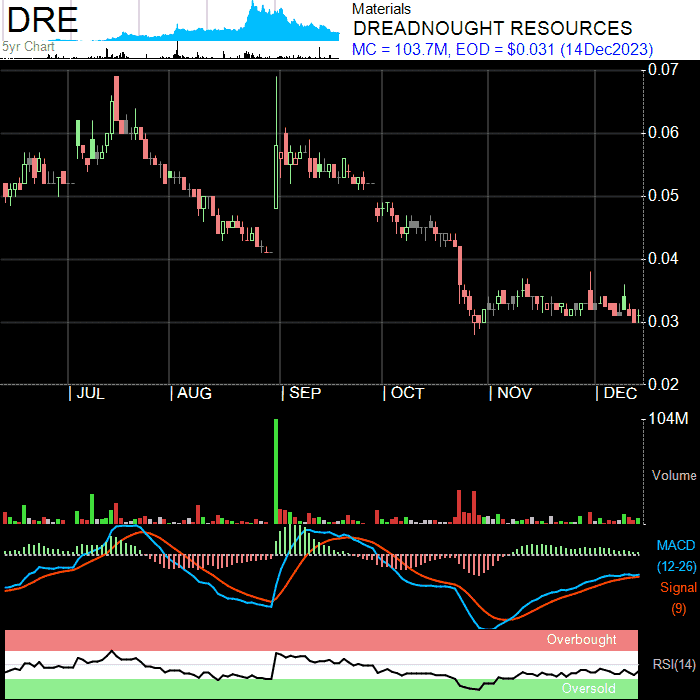 DRE
5yr Chart
Materials
DREADNOUGHT RESOURCES
MC = 103.7M, EOD = $0.031 (14Dec2023)
0.07
0.06
0.05
0.04
0.03
0.02
JUL AUG SEP OCT NOV DEC
104M
Volume
MACD
(12-26)
Signal
(9)
Overbought
RSI(14)
Oversold